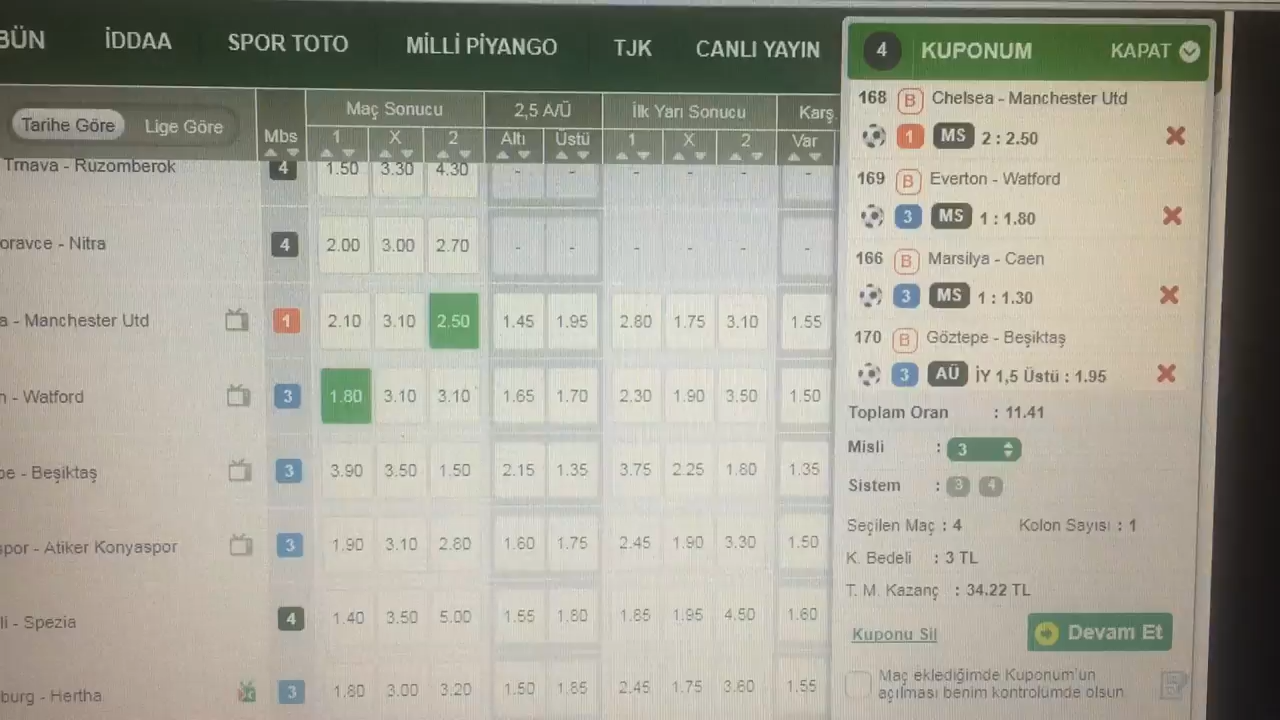 BÜN İDDAA SPOR TOTO MİLLİ PİYANGO TJK CANLI YAYIN
Tarihe Göre Lige Göre Mbs Maç Sonucu 2,5 A/Ü İlk Yarı Sonucu Karş.
1 X 2 Altı Üstü 1 X 2 Var
Trnava - Ruzomberok 4 1.50 3.30 4.30 - - - - - -
oravce - Nitra 4 2.00 3.00 2.70 - - - - - -
a - Manchester Utd 1 2.10 3.10 2.50 1.45 1.95 2.80 1.75 3.10 1.55
n - Watford 3 1.80 3.10 3.10 1.65 1.70 2.30 1.90 3.50 1.50
pe - Beşiktaş 3 3.90 3.50 1.50 2.15 1.35 3.75 2.25 1.80 1.35
spor - Atiker Konyaspor 3 1.90 3.10 2.80 1.60 1.75 2.45 1.90 3.30 1.50
li - Spezia 4 1.40 3.50 5.00 1.55 1.80 1.85 1.95 4.50 1.60
burg - Hertha 3 1.80 3.00 3.20 1.50 1.85 2.45 1.75 3.60 1.55
4 KUPONUM KAPAT
168 B Chelsea - Manchester Utd
1 MS 2 : 2.50
169 B Everton - Watford
3 MS 1 : 1.80
166 B Marsilya - Caen
3 MS 1 : 1.30
170 B Göztepe - Beşiktaş
3 AÜ İY 1,5 Üstü : 1.95
Toplam Oran : 11.41
Misli : 3
Sistem : 3 4
Seçilen Maç : 4 Kolon Sayısı : 1
K. Bedeli : 3 TL
T. M. Kazanç : 34.22 TL
Kuponu Sil Devam Et
Maç eklediğimde Kuponum'un
açılması benim kontrolümde olsun